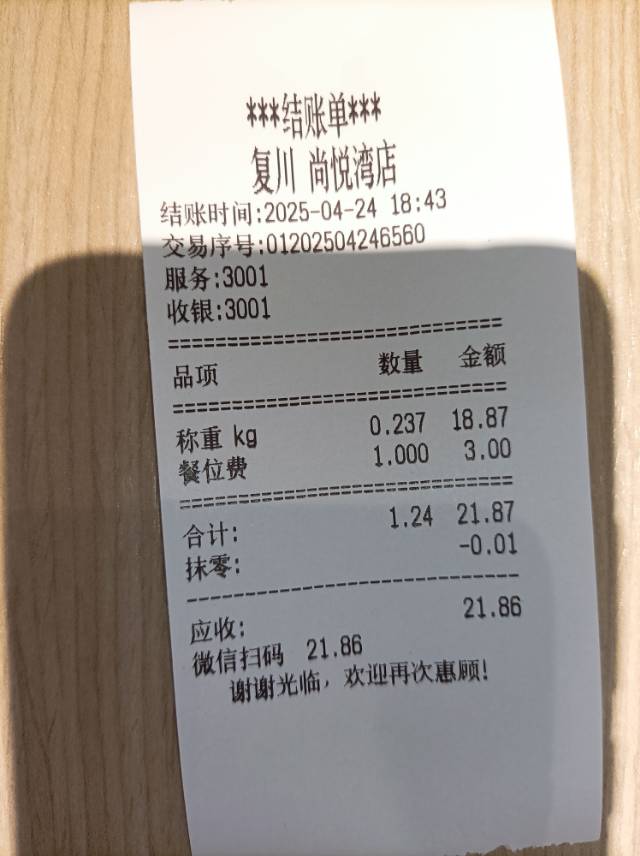 ***结账单***
复川 尚悦湾店
结账时间:2025-04-24 18:43
交易序号:01202504246560
服务:3001
收银:3001
==============================
品项 数量 金额
==============================
称重 kg 0.237 18.87
餐位费 1.000 3.00
==============================
合计: 1.24 21.87
抹零: -0.01
------------------------------
应收: 21.86
微信扫码 21.86
谢谢光临，欢迎再次惠顾!